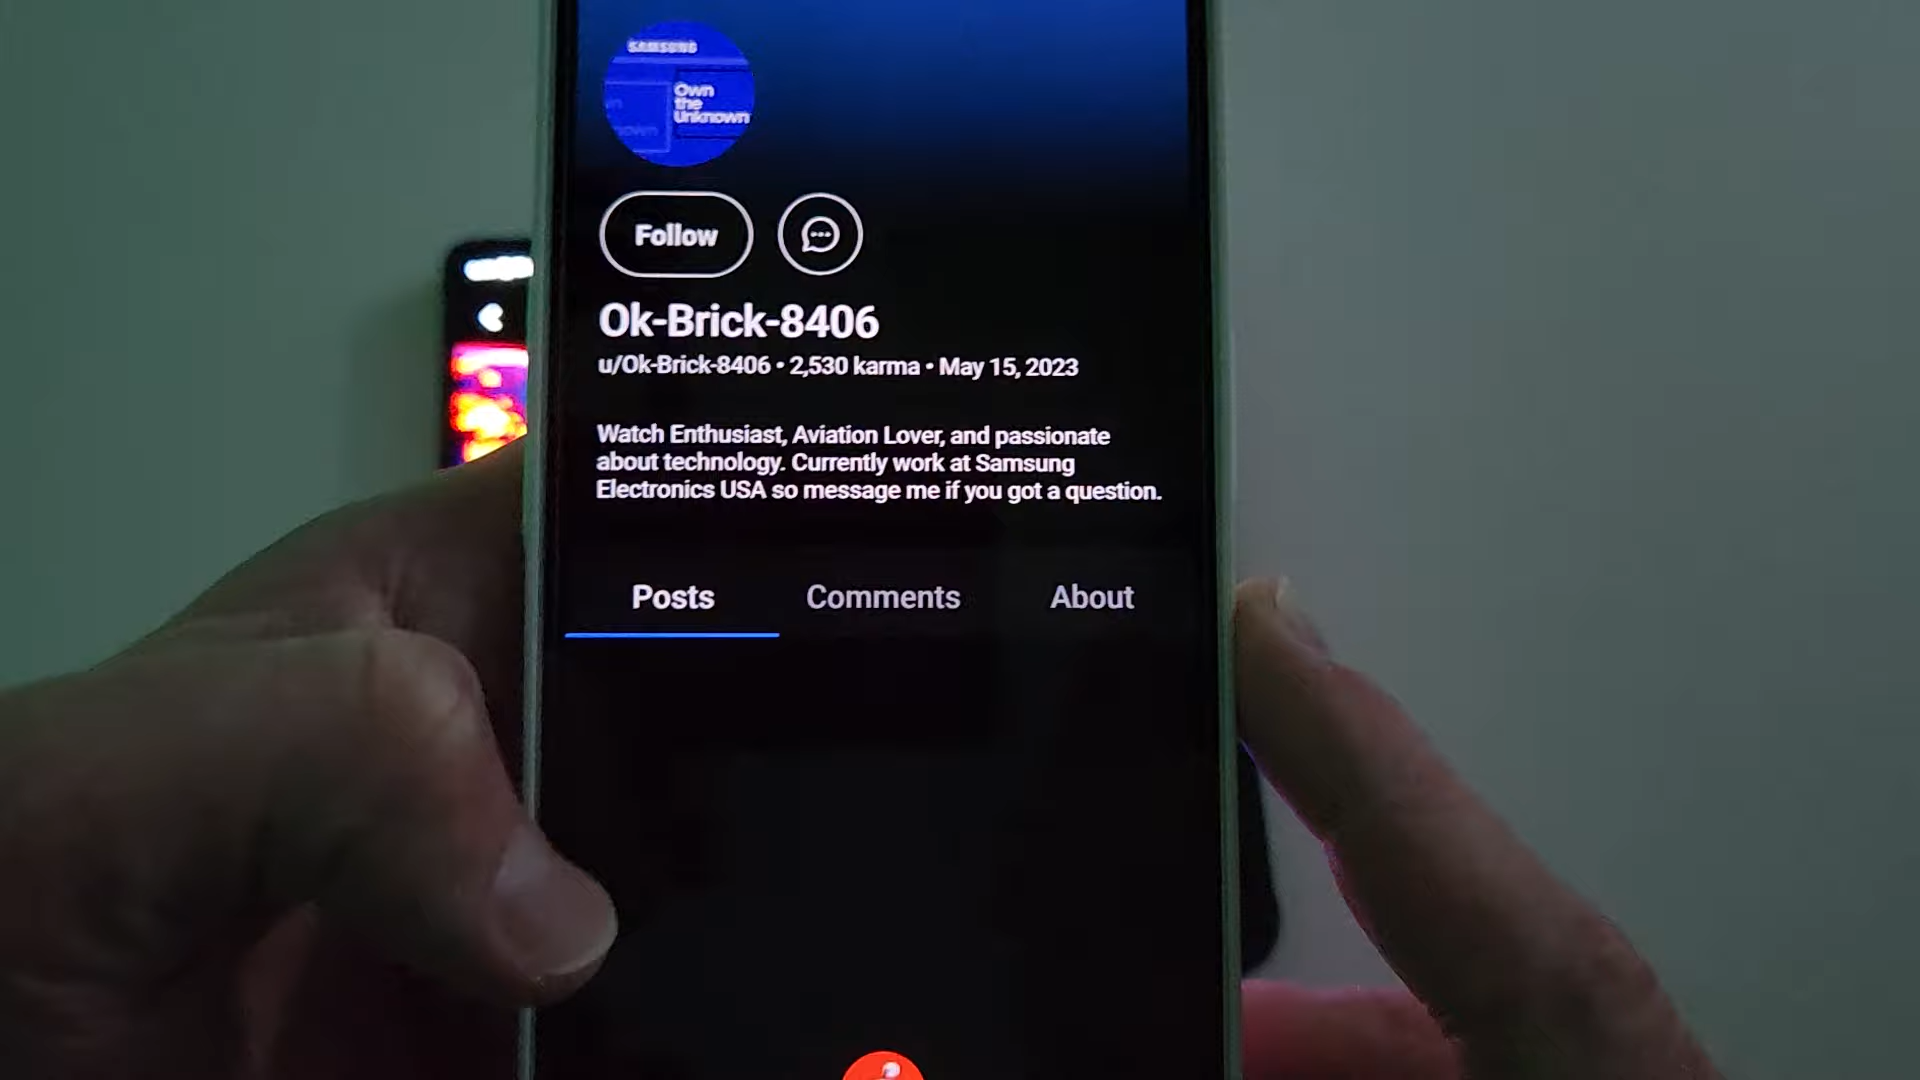 SAMSUNG
Own
the
Unknown
Follow
Ok-Brick-8406
u/Ok-Brick-8406 • 2,530 karma • May 15, 2023
Watch Enthusiast, Aviation Lover, and passionate
about technology. Currently work at Samsung
Electronics USA so message me if you got a question.
Posts
Comments
About